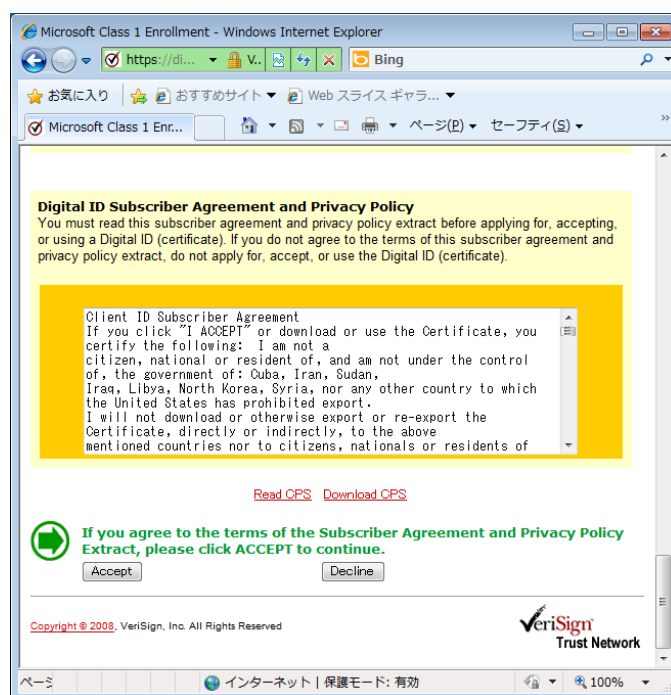 Microsoft Class 1 Enrollment - Windows Internet Explorer
https://di... V.. Bing
お気に入り おすすめサイト Web スライス ギャラ...
Microsoft Class 1 Enr... ページ(P) セーフティ(S) »
Digital ID Subscriber Agreement and Privacy Policy
You must read this subscriber agreement and privacy policy extract before applying for, accepting,
or using a Digital ID (certificate). If you do not agree to the terms of this subscriber agreement and
privacy policy extract, do not apply for, accept, or use the Digital ID (certificate).
Client ID Subscriber Agreement
If you click "I ACCEPT" or download or use the Certificate, you
certify the following: I am not a
citizen, national or resident of, and am not under the control
of, the government of: Cuba, Iran, Sudan,
Iraq, Libya, North Korea, Syria, nor any other country to which
the United States has prohibited export.
I will not download or otherwise export or re-export the
Certificate, directly or indirectly, to the above
mentioned countries nor to citizens, nationals or residents of
Read CPS Download CPS
If you agree to the terms of the Subscriber Agreement and Privacy Policy
Extract, please click ACCEPT to continue.
Accept Decline
Copyright © 2008, VeriSign, Inc. All Rights Reserved
VeriSign
Trust Network
インターネット | 保護モード: 有効 100%